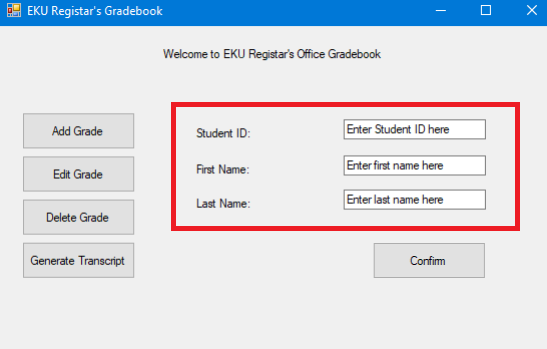 EKU Registar's Gradebook
Welcome to EKU Registar's Office Gradebook
Add Grade
Edit Grade
Delete Grade
Generate Transcript
Student ID: Enter Student ID here
First Name: Enter first name here
Last Name: Enter last name here
Confirm